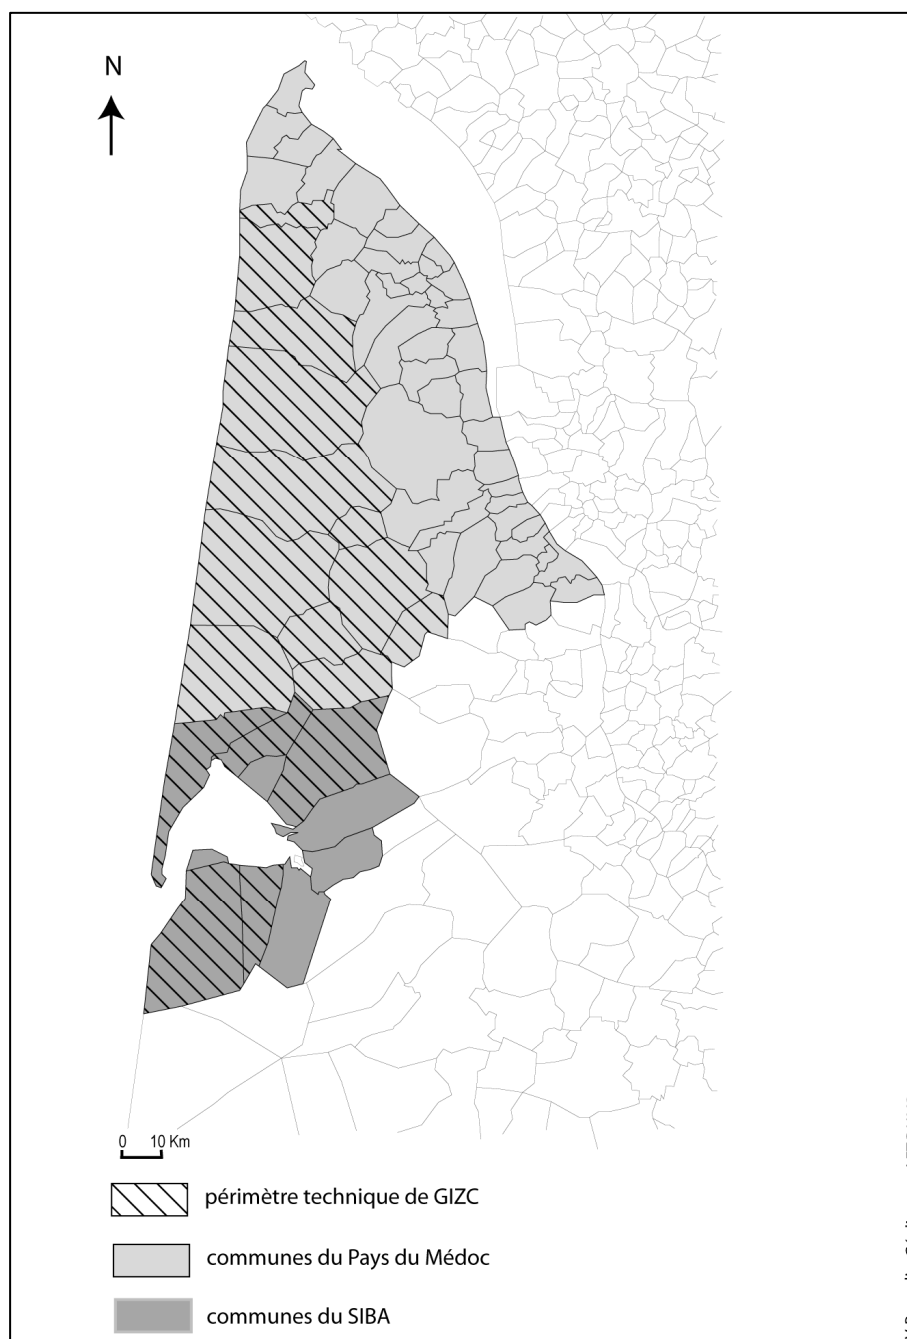 N
0 10 Km
périmètre technique de GIZC
communes du Pays du Médoc
communes du SIBA